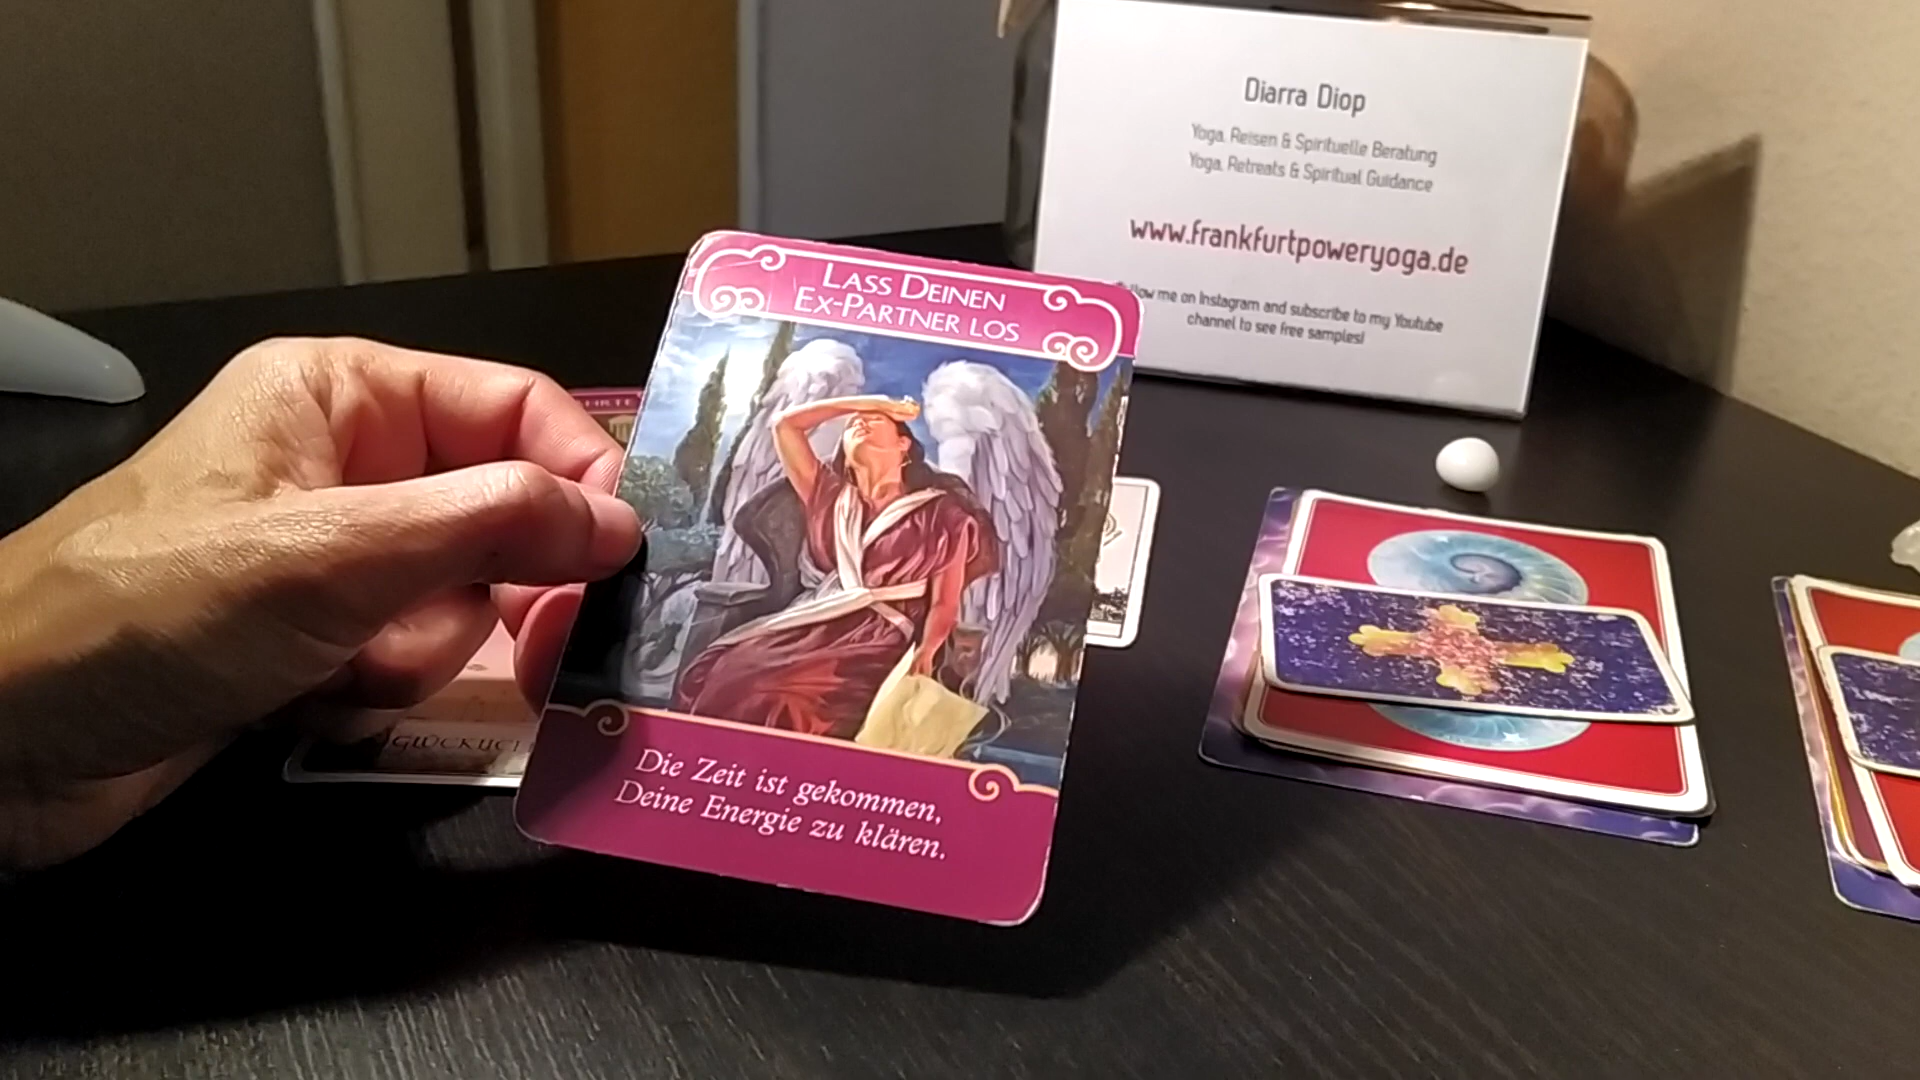 Diarra Diop
Yoga, Reisen & Spirituelle Beratung
Yoga, Retreats & Spiritual Guidance
www.frankfurtpoweryoga.de
me on Instagram and subscribe to my Youtube
channel to see free samples!
LASS DEINEN
EX-PARTNER LOS
Die Zeit ist gekommen,
Deine Energie zu klären.